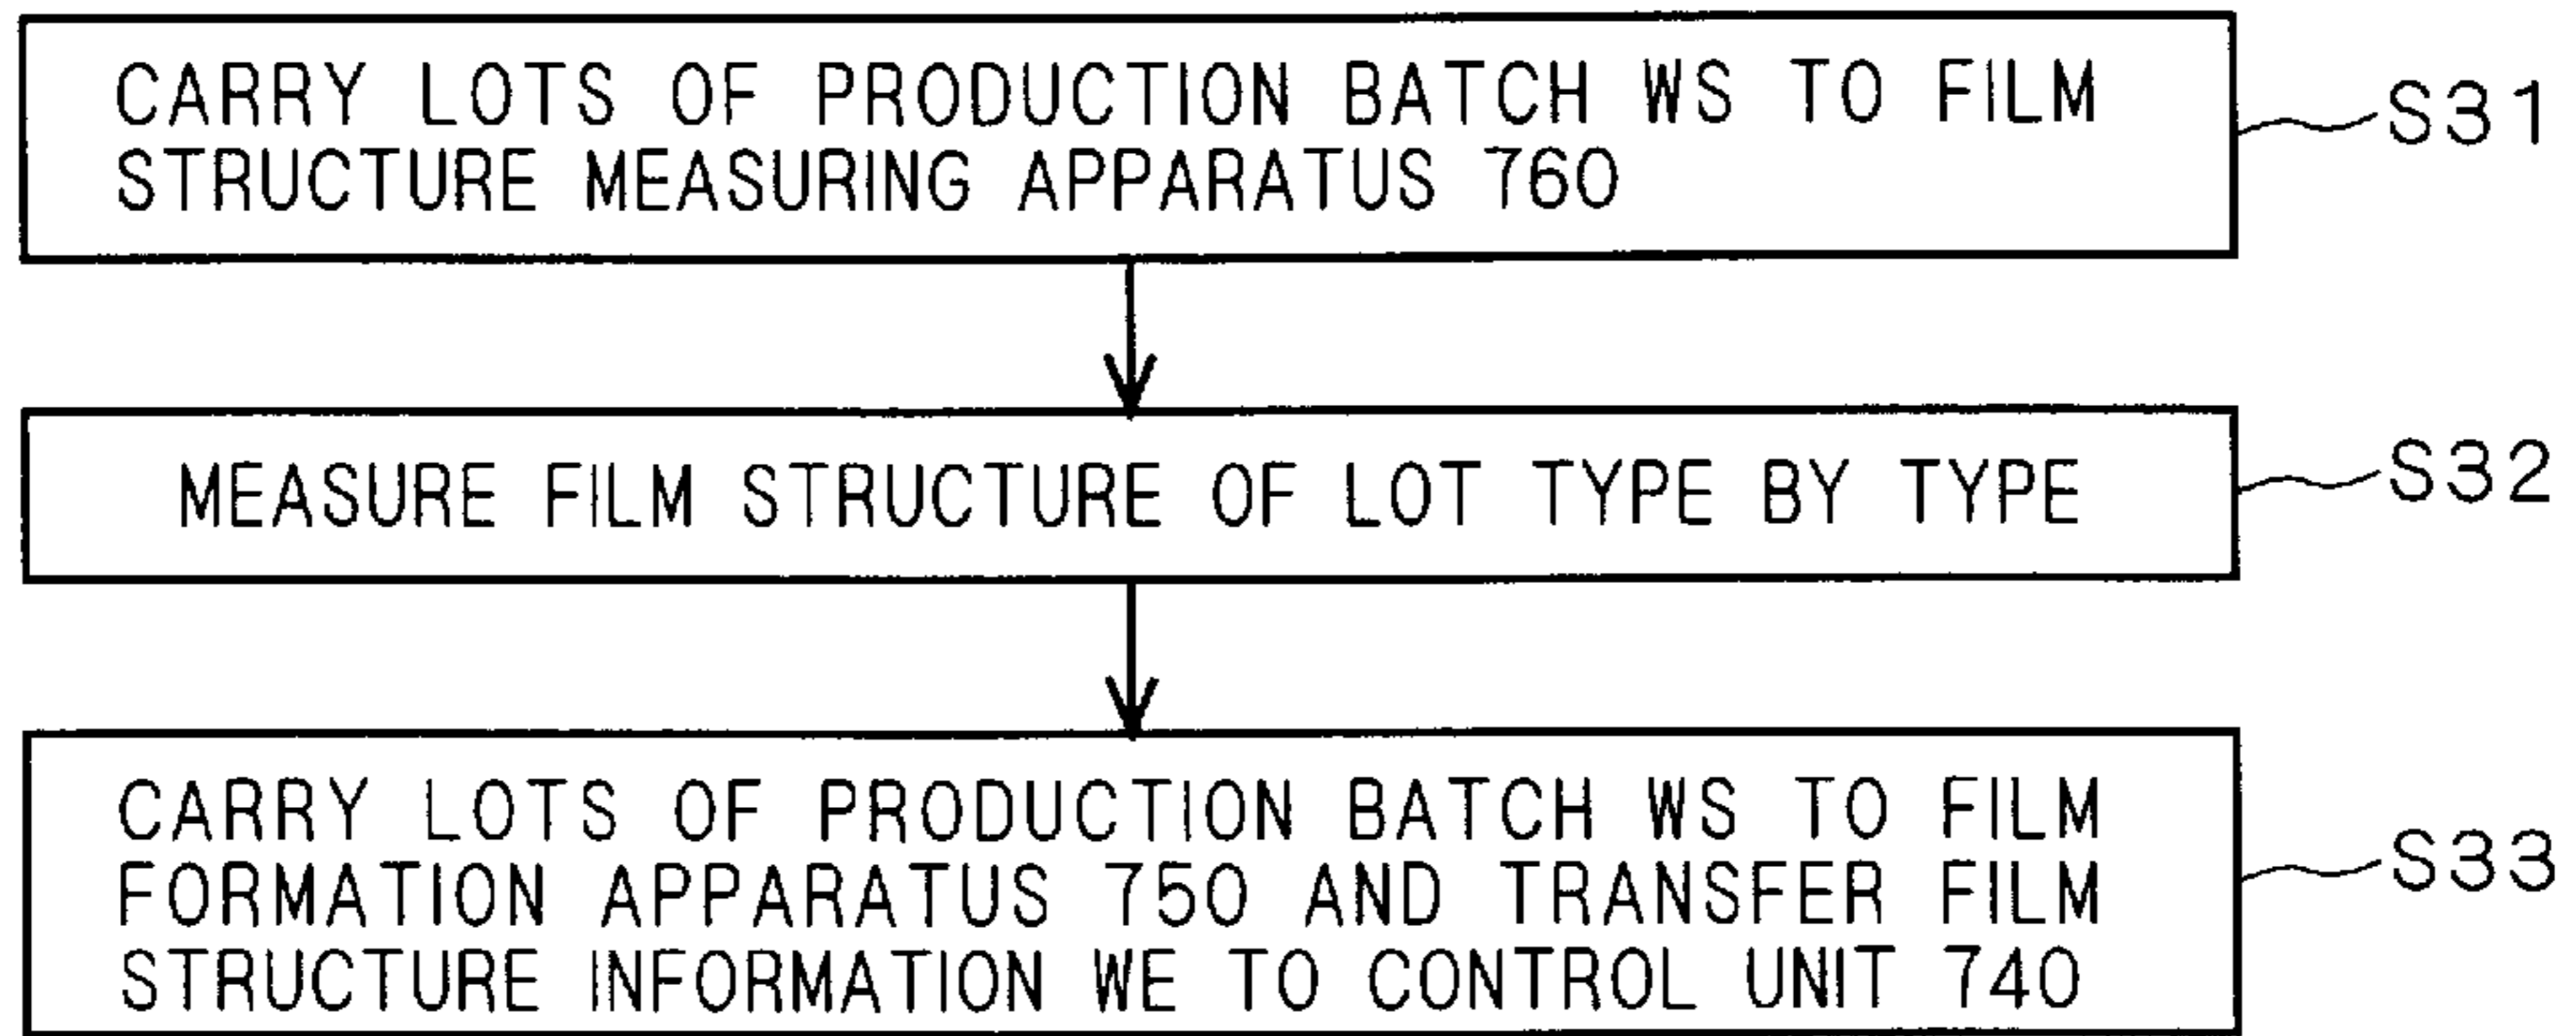 CARRY LOTS OF PRODUCTION BATCH WS TO FILM
STRUCTURE MEASURING APPARATUS 760
S31
MEASURE FILM STRUCTURE OF LOT TYPE BY TYPE
S32
CARRY LOTS OF PRODUCTION BATCH WS TO FILM
FORMATION APPARATUS 750 AND TRANSFER FILM
STRUCTURE INFORMATION WE TO CONTROL UNIT 740
S33